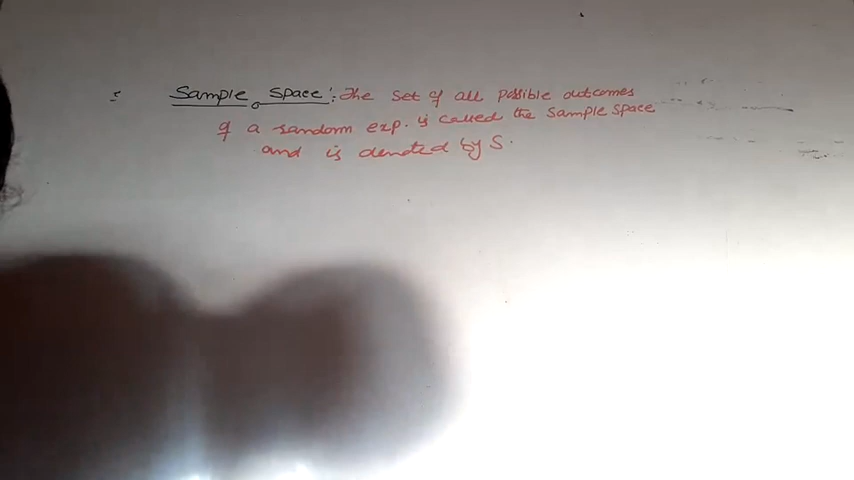 Sample Space : The set of all possible outcomes
of a random exp. is called the sample space
and is denoted by S.